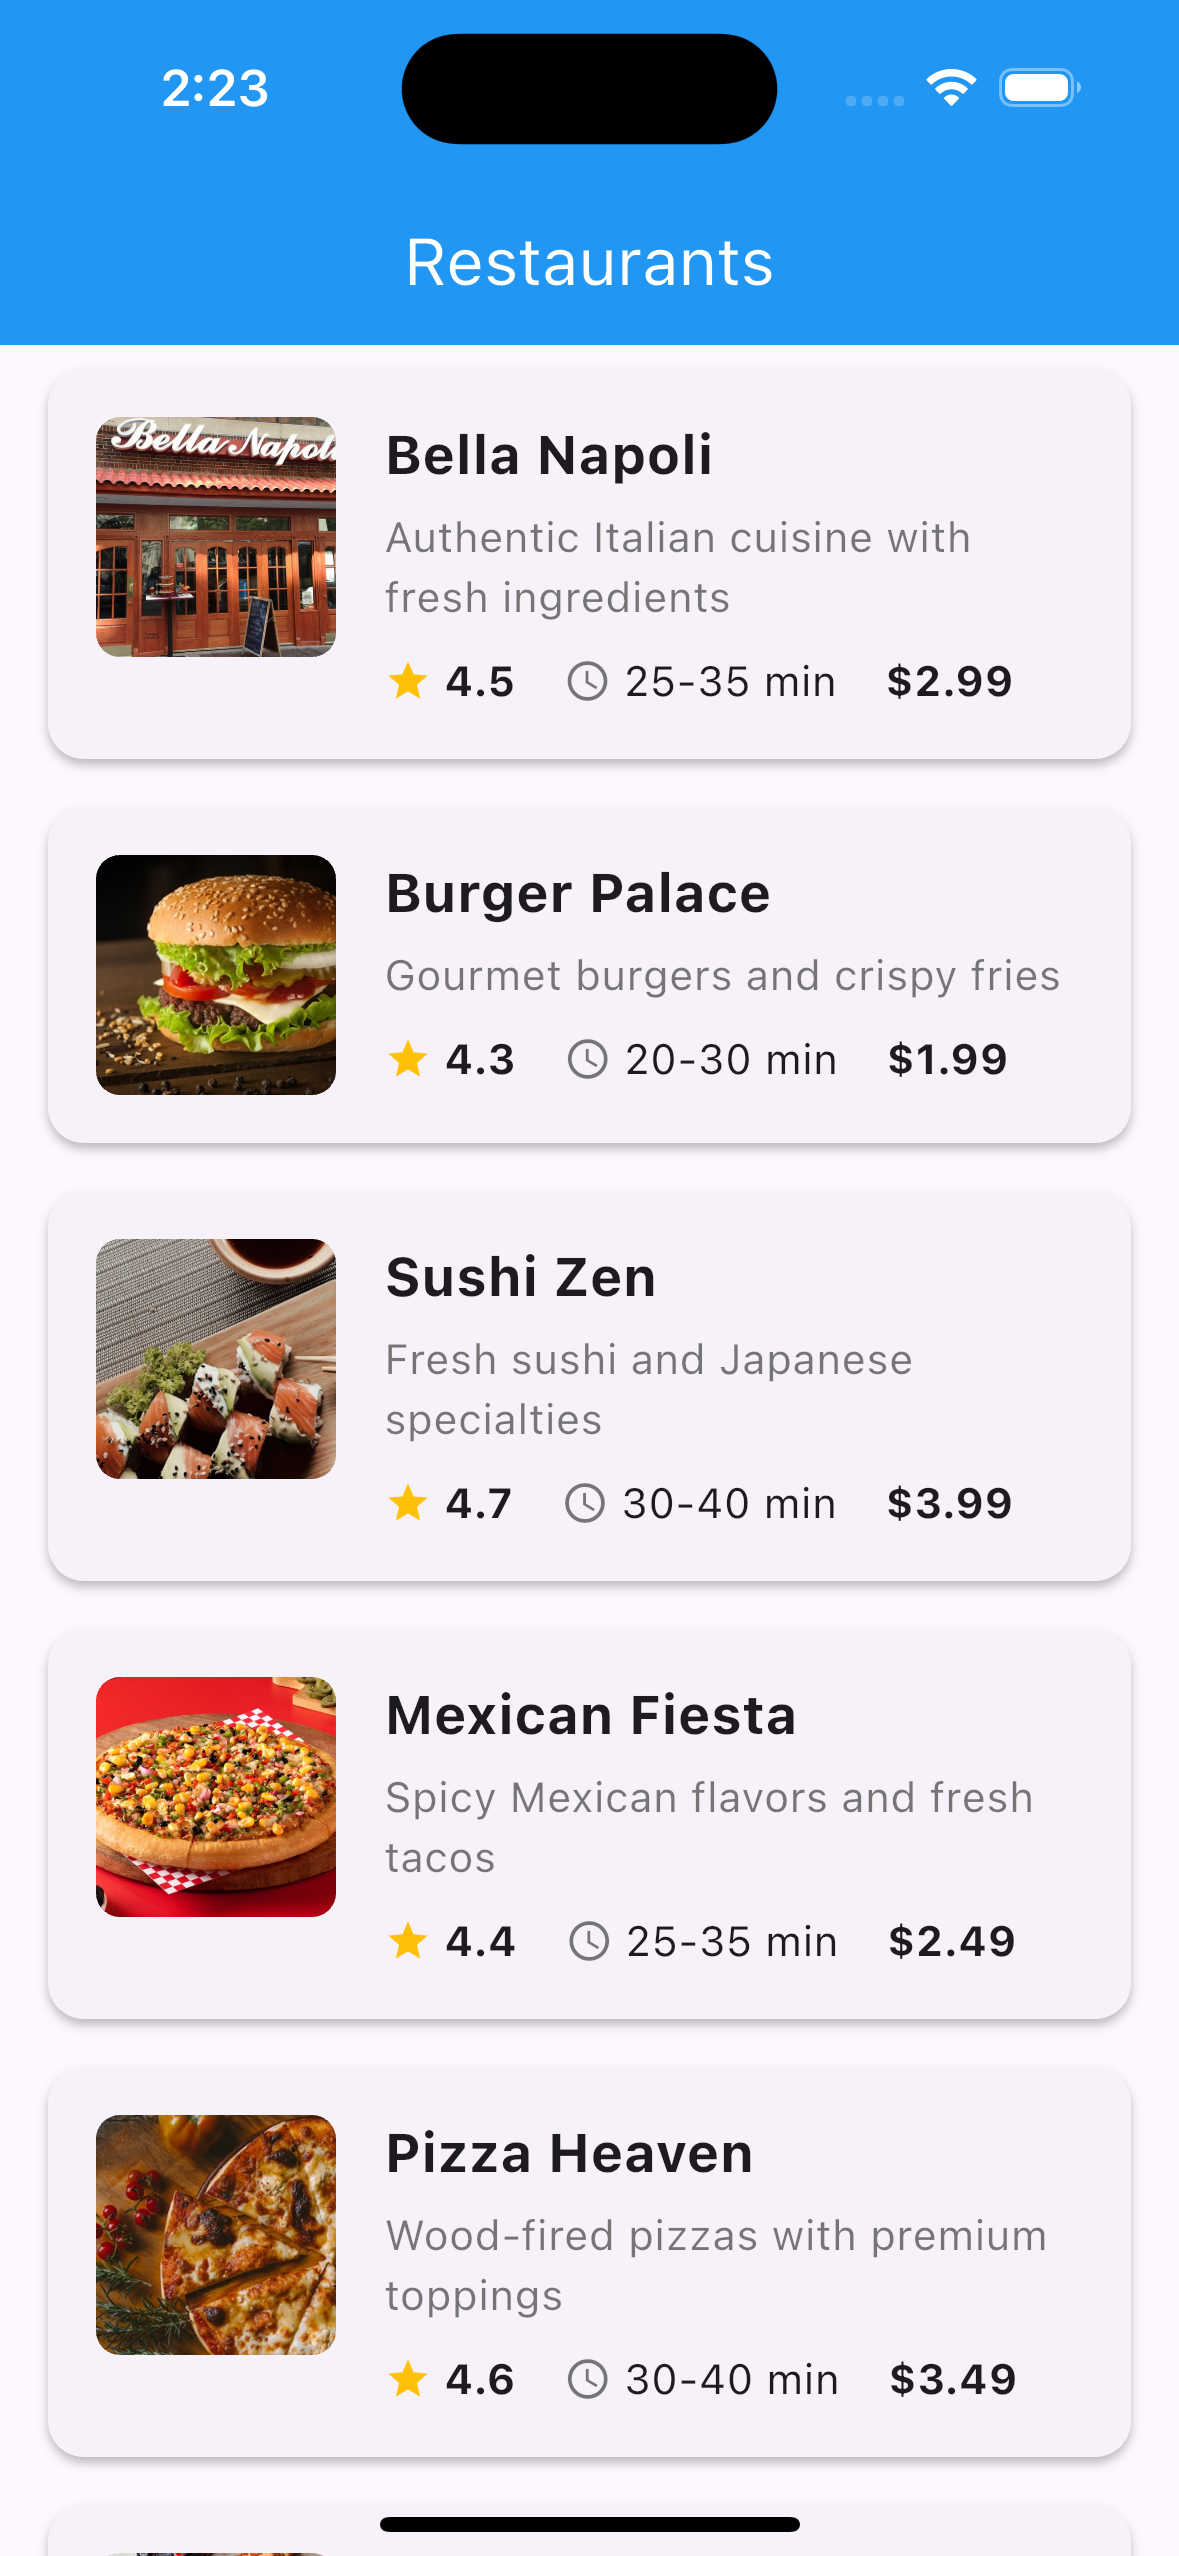 2:23
Restaurants
Bella Napoli
Bella Napoli
Authentic Italian cuisine with
fresh ingredients
4.5 25-35 min $2.99
Burger Palace
Gourmet burgers and crispy fries
4.3 20-30 min $1.99
Sushi Zen
Fresh sushi and Japanese
specialties
4.7 30-40 min $3.99
Mexican Fiesta
Spicy Mexican flavors and fresh
tacos
4.4 25-35 min $2.49
Pizza Heaven
Wood-fired pizzas with premium
toppings
4.6 30-40 min $3.49